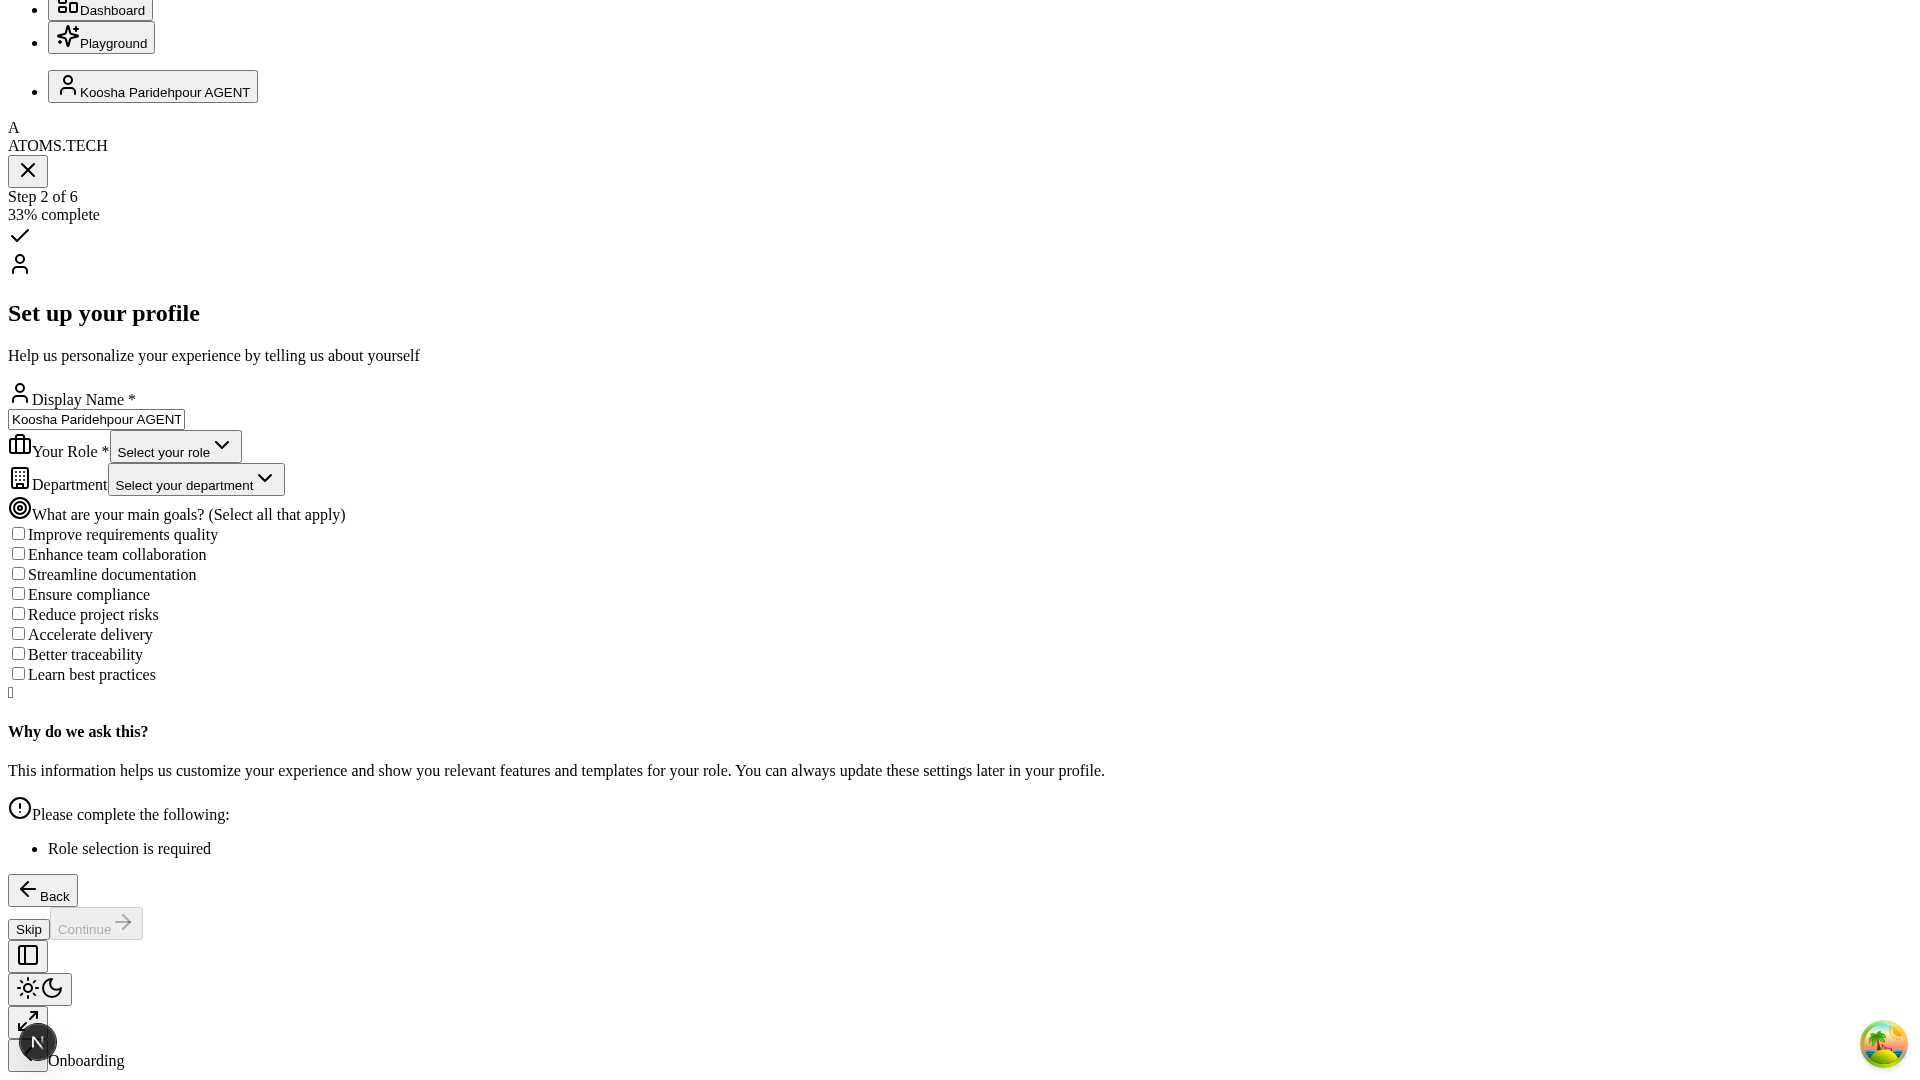 Dashboard
Playground
Koosha Paridehpour AGENT
A
ATOMS.TECH
Step 2 of 6
33% complete
Set up your profile
Help us personalize your experience by telling us about yourself
Display Name *
Koosha Paridehpour AGENT
Your Role * Select your role
Department Select your department
What are your main goals? (Select all that apply)
Improve requirements quality
Enhance team collaboration
Streamline documentation
Ensure compliance
Reduce project risks
Accelerate delivery
Better traceability
Learn best practices
Why do we ask this?
This information helps us customize your experience and show you relevant features and templates for your role. You can always update these settings later in your profile.
Please complete the following:
Role selection is required
Back
Skip Continue
N
Onboarding